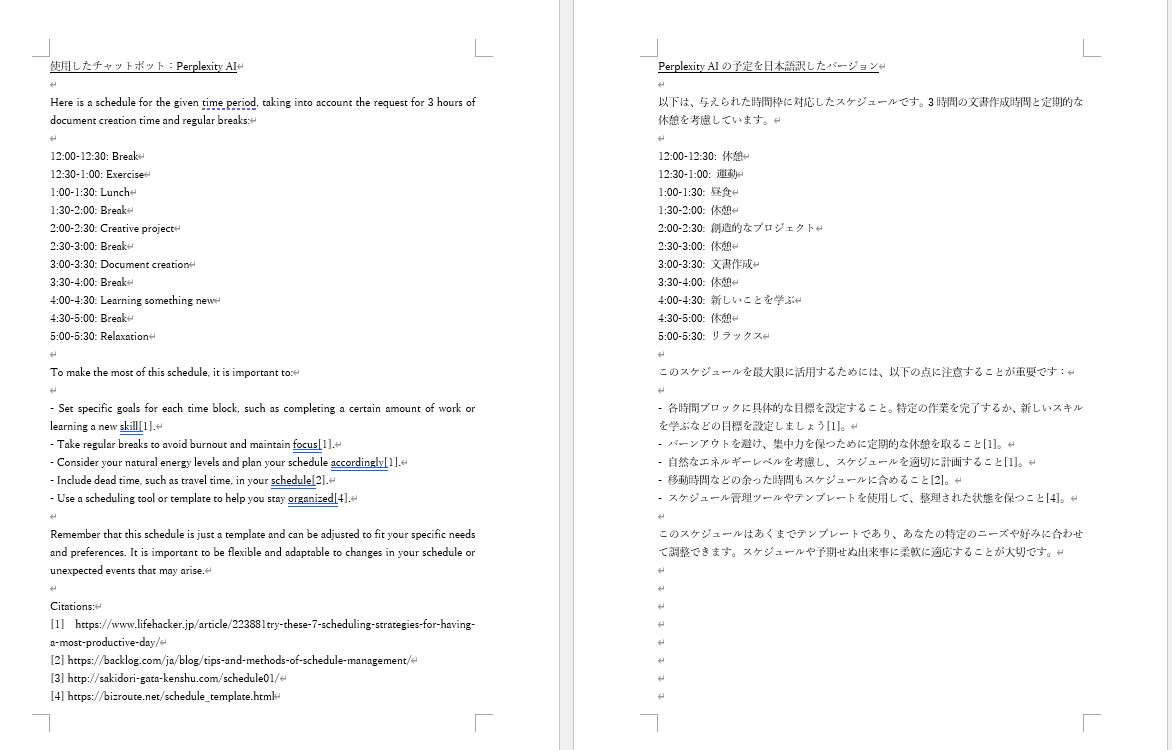 使用したチャットボット：Perplexity AI
Here is a schedule for the given time period, taking into account the request for 3 hours of
document creation time and regular breaks:
12:00-12:30: Break
12:30-1:00: Exercise
1:00-1:30: Lunch
1:30-2:00: Break
2:00-2:30: Creative project
2:30-3:00: Break
3:00-3:30: Document creation
3:30-4:00: Break
4:00-4:30: Learning something new
4:30-5:00: Break
5:00-5:30: Relaxation
To make the most of this schedule, it is important to:
- Set specific goals for each time block, such as completing a certain amount of work or
learning a new skill[1].
- Take regular breaks to avoid burnout and maintain focus[1].
- Consider your natural energy levels and plan your schedule accordingly[1].
- Include dead time, such as travel time, in your schedule[2].
- Use a scheduling tool or template to help you stay organized[4].
Remember that this schedule is just a template and can be adjusted to fit your specific needs
and preferences. It is important to be flexible and adaptable to changes in your schedule or
unexpected events that may arise.
Citations:
[1] https://www.lifehacker.jp/article/223881try-these-7-scheduling-strategies-for-having-
a-most-productive-day/
[2] https://backlog.com/ja/blog/tips-and-methods-of-schedule-management/
[3] http://sakidori-gata-kenshu.com/schedule01/
[4] https://bizroute.net/schedule_template.html
Perplexity AI の予定を日本語訳したバージョン
以下は、与えられた時間枠に対応したスケジュールです。3 時間の文書作成時間と定期的な
休憩を考慮しています。
12:00-12:30: 休憩
12:30-1:00: 運動
1:00-1:30: 昼食
1:30-2:00: 休憩
2:00-2:30: 創造的なプロジェクト
2:30-3:00: 休憩
3:00-3:30: 文書作成
3:30-4:00: 休憩
4:00-4:30: 新しいことを学ぶ
4:30-5:00: 休憩
5:00-5:30: リラックス
このスケジュールを最大限に活用するためには、以下の点に注意することが重要です：
- 各時間ブロックに具体的な目標を設定すること。特定の作業を完了するか、新しいスキル
を学ぶなどの目標を設定しましょう[1]。
- バーンアウトを避け、集中力を保つために定期的な休憩を取ること[1]。
- 自然なエネルギーレベルを考慮し、スケジュールを適切に計画すること[1]。
- 移動時間などの余った時間もスケジュールに含めること[2]。
- スケジュール管理ツールやテンプレートを使用して、整理された状態を保つこと[4]。
このスケジュールはあくまでテンプレートであり、あなたの特定のニーズや好みに合わせ
て調整できます。スケジュールや予期せぬ出来事に柔軟に適応することが大切です。